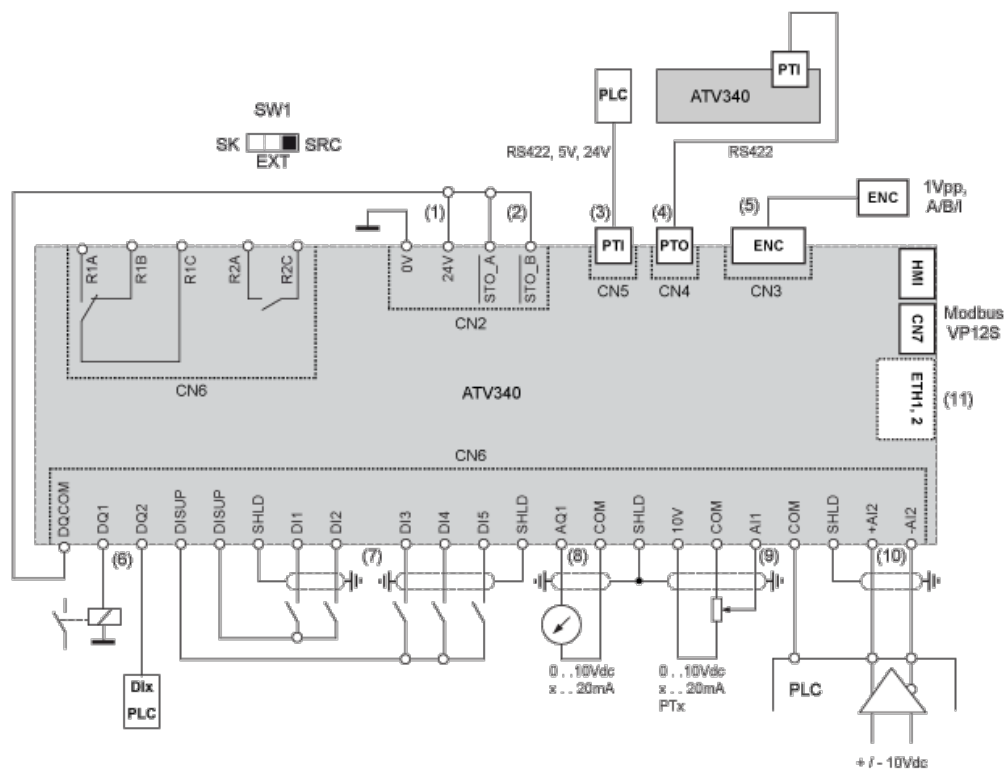 SW1
SK
SRC
EXT
PLC
PTI
ATV340
RS422, 5V, 24V
RS422
(1)
(2)
(3)
(4)
(5)
ENC
1Vpp,
A/B/I
R1A
R1B
R1C
R2A
R2C
0V
24V
STO_A
STO_B
PTI
PTO
ENC
CN5
CN4
CN3
HMI
CN2
CN7
Modbus
VP12S
CN6
ATV340
ETH1, 2
(11)
CN6
DQCOM
DQ1
DQ2
DISUP
DISUP
SHLD
DI1
DI2
DI3
DI4
DI5
SHLD
AQ1
COM
SHLD
10V
COM
AI1
COM
SHLD
+AI2
-AI2
(6)
(7)
(8)
(9)
(10)
0 . . 10Vdc
x . . 20mA
0 . . 10Vdc
x . . 20mA
PTx
DIx
PLC
PLC
+ / - 10Vdc